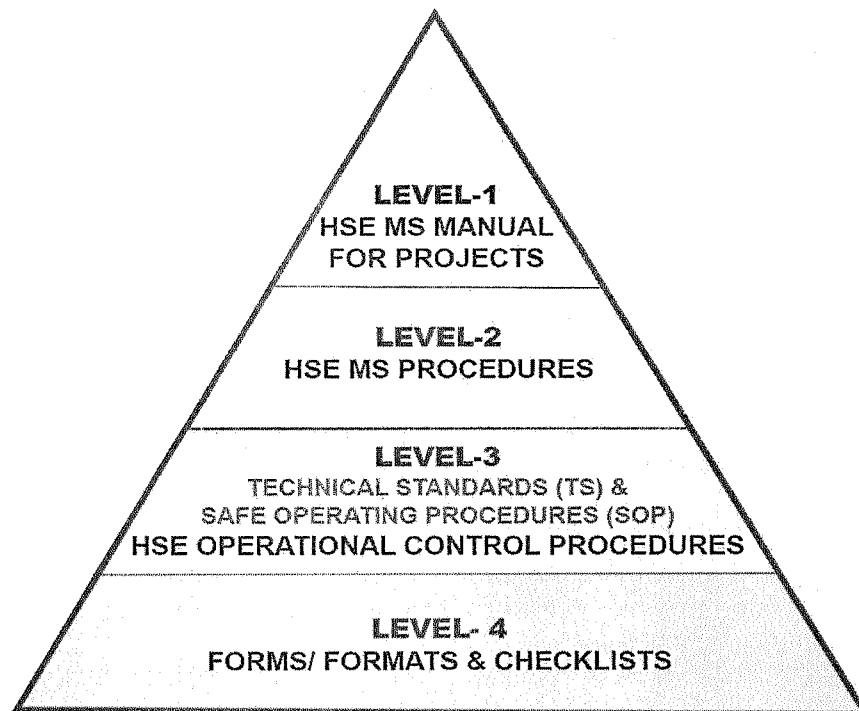 LEVEL-1
HSE MS MANUAL
FOR PROJECTS
LEVEL-2
HSE MS PROCEDURES
LEVEL-3
TECHNICAL STANDARDS (TS) &
SAFE OPERATING PROCEDURES (SOP)
HSE OPERATIONAL CONTROL PROCEDURES
LEVEL- 4
FORMS/ FORMATS & CHECKLISTS